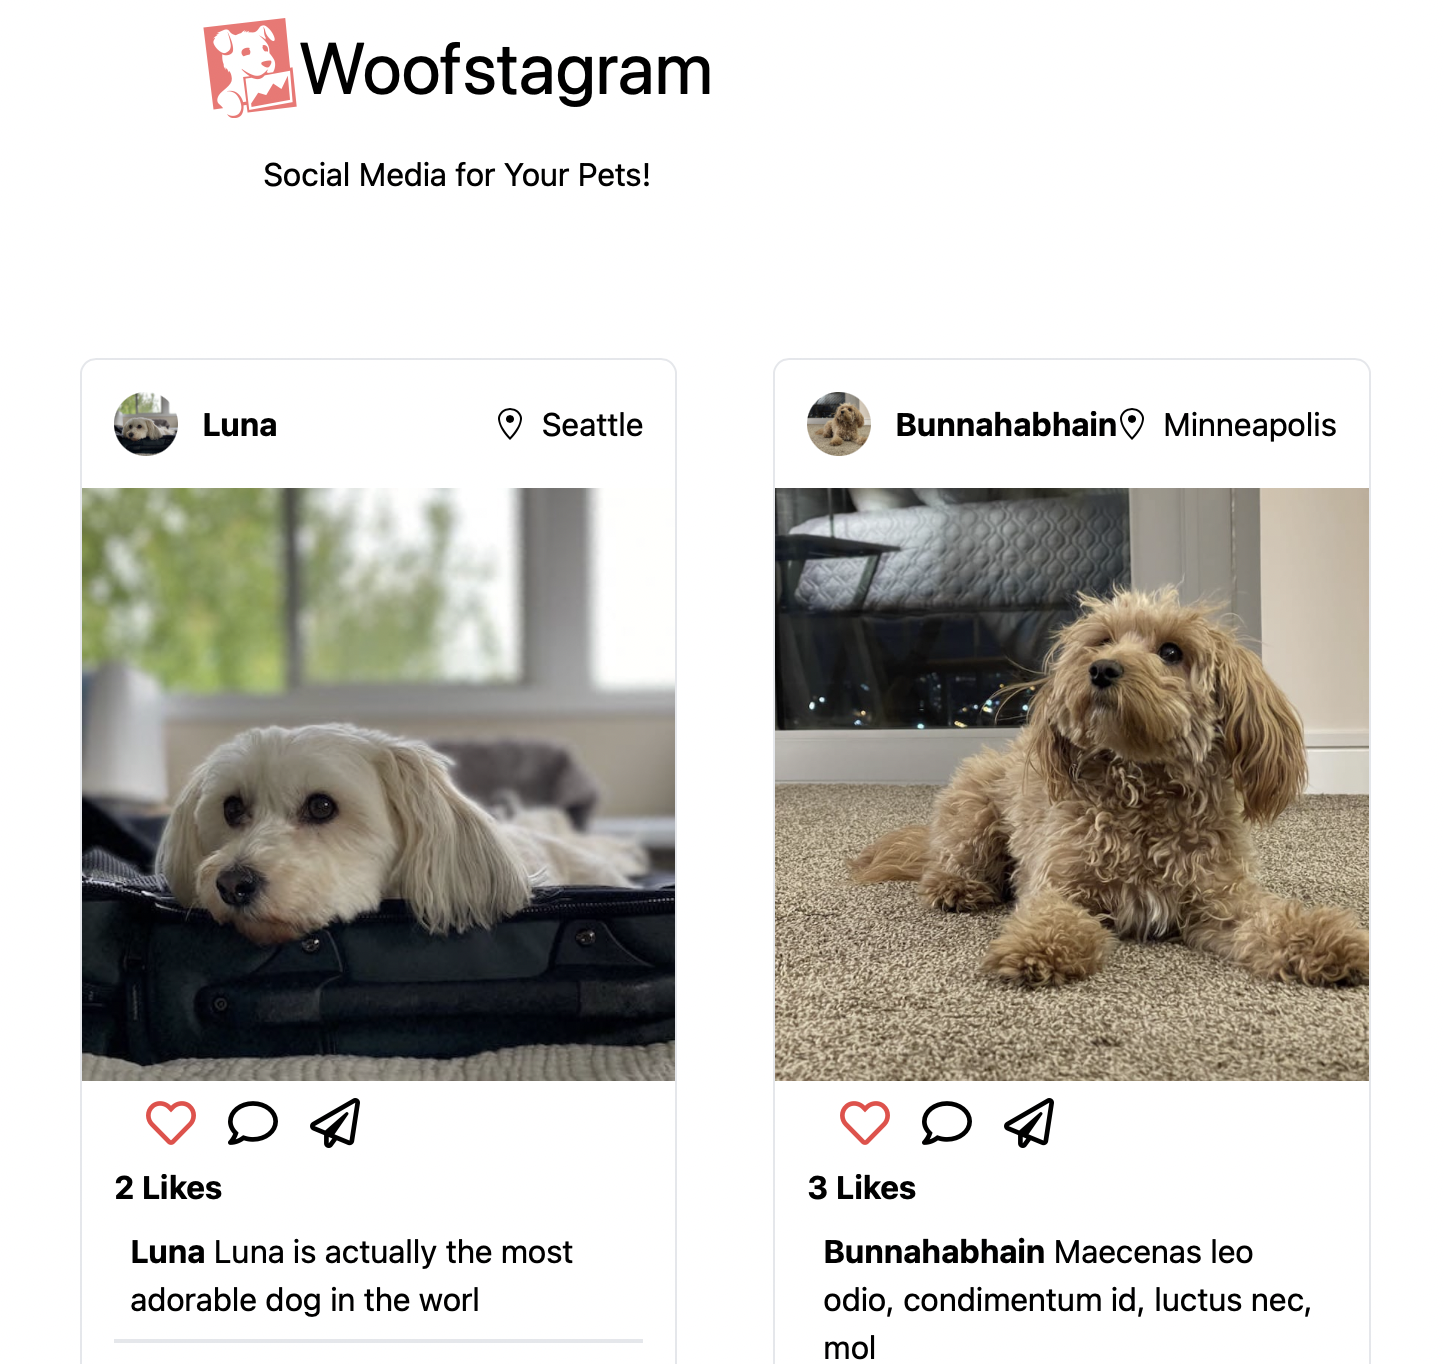 Woofstagram
Social Media for Your Pets!
Luna
Seattle
2 Likes
Luna Luna is actually the most
adorable dog in the worl
Bunnahabhain
Minneapolis
3 Likes
Bunnahabhain Maecenas leo
odio, condimentum id, luctus nec,
mol